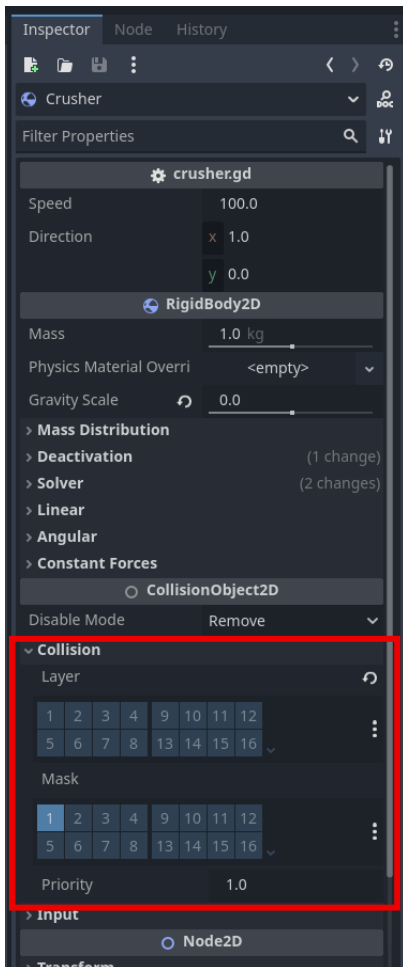 Inspector Node History
Crusher
DOC
Filter Properties
crusher.gd
Speed 100.0
Direction x 1.0
y 0.0
RigidBody2D
Mass 1.0 kg
Physics Material Overri <empty>
Gravity Scale 0.0
Mass Distribution
Deactivation (1 change)
Solver (2 changes)
Linear
Angular
Constant Forces
CollisionObject2D
Disable Mode Remove
Collision
Layer
1 2 3 4 9 10 11 12
5 6 7 8 13 14 15 16
Mask
1 2 3 4 9 10 11 12
5 6 7 8 13 14 15 16
Priority 1.0
Input
Node2D
Transform